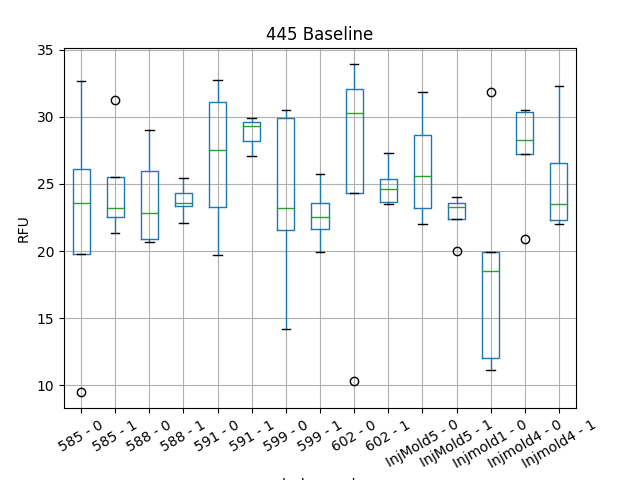 445 Baseline
RFU
35
30
25
20
15
10
585 - 0
585 - 1
588 - 0
588 - 1
591 - 0
591 - 1
599 - 0
599 - 1
602 - 0
602 - 1
InjMold5 - 0
InjMold5 - 1
Injmold1 - 0
Injmold4 - 0
Injmold4 - 1